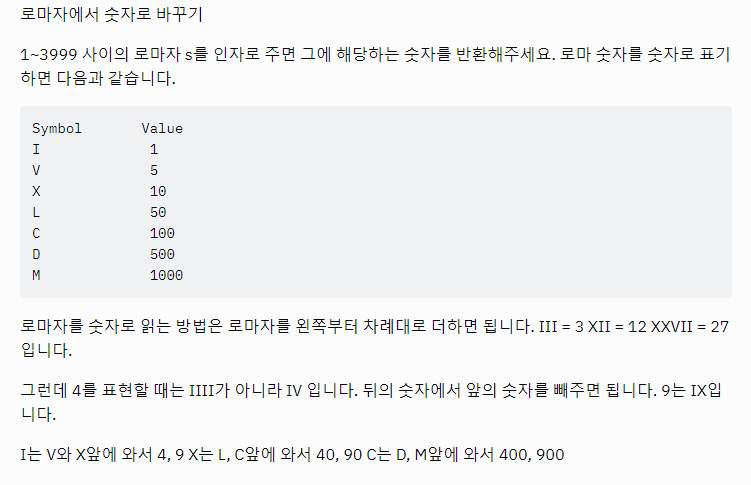 로마자에서 숫자로 바꾸기
1~3999 사이의 로마자 s를 인자로 주면 그에 해당하는 숫자를 반환해주세요. 로마 숫자를 숫자로 표기
하면 다음과 같습니다.
Symbol Value
I 1
V 5
X 10
L 50
C 100
D 500
M 1000
로마자를 숫자로 읽는 방법은 로마자를 왼쪽부터 차례대로 더하면 됩니다. III = 3 XII = 12 XXVII = 27
입니다.
그런데 4를 표현할 때는 IIII가 아니라 IV 입니다. 뒤의 숫자에서 앞의 숫자를 빼주면 됩니다. 9는 IX입
니다.
I는 V와 X앞에 와서 4, 9 X는 L, C앞에 와서 40, 90 C는 D, M앞에 와서 400, 900